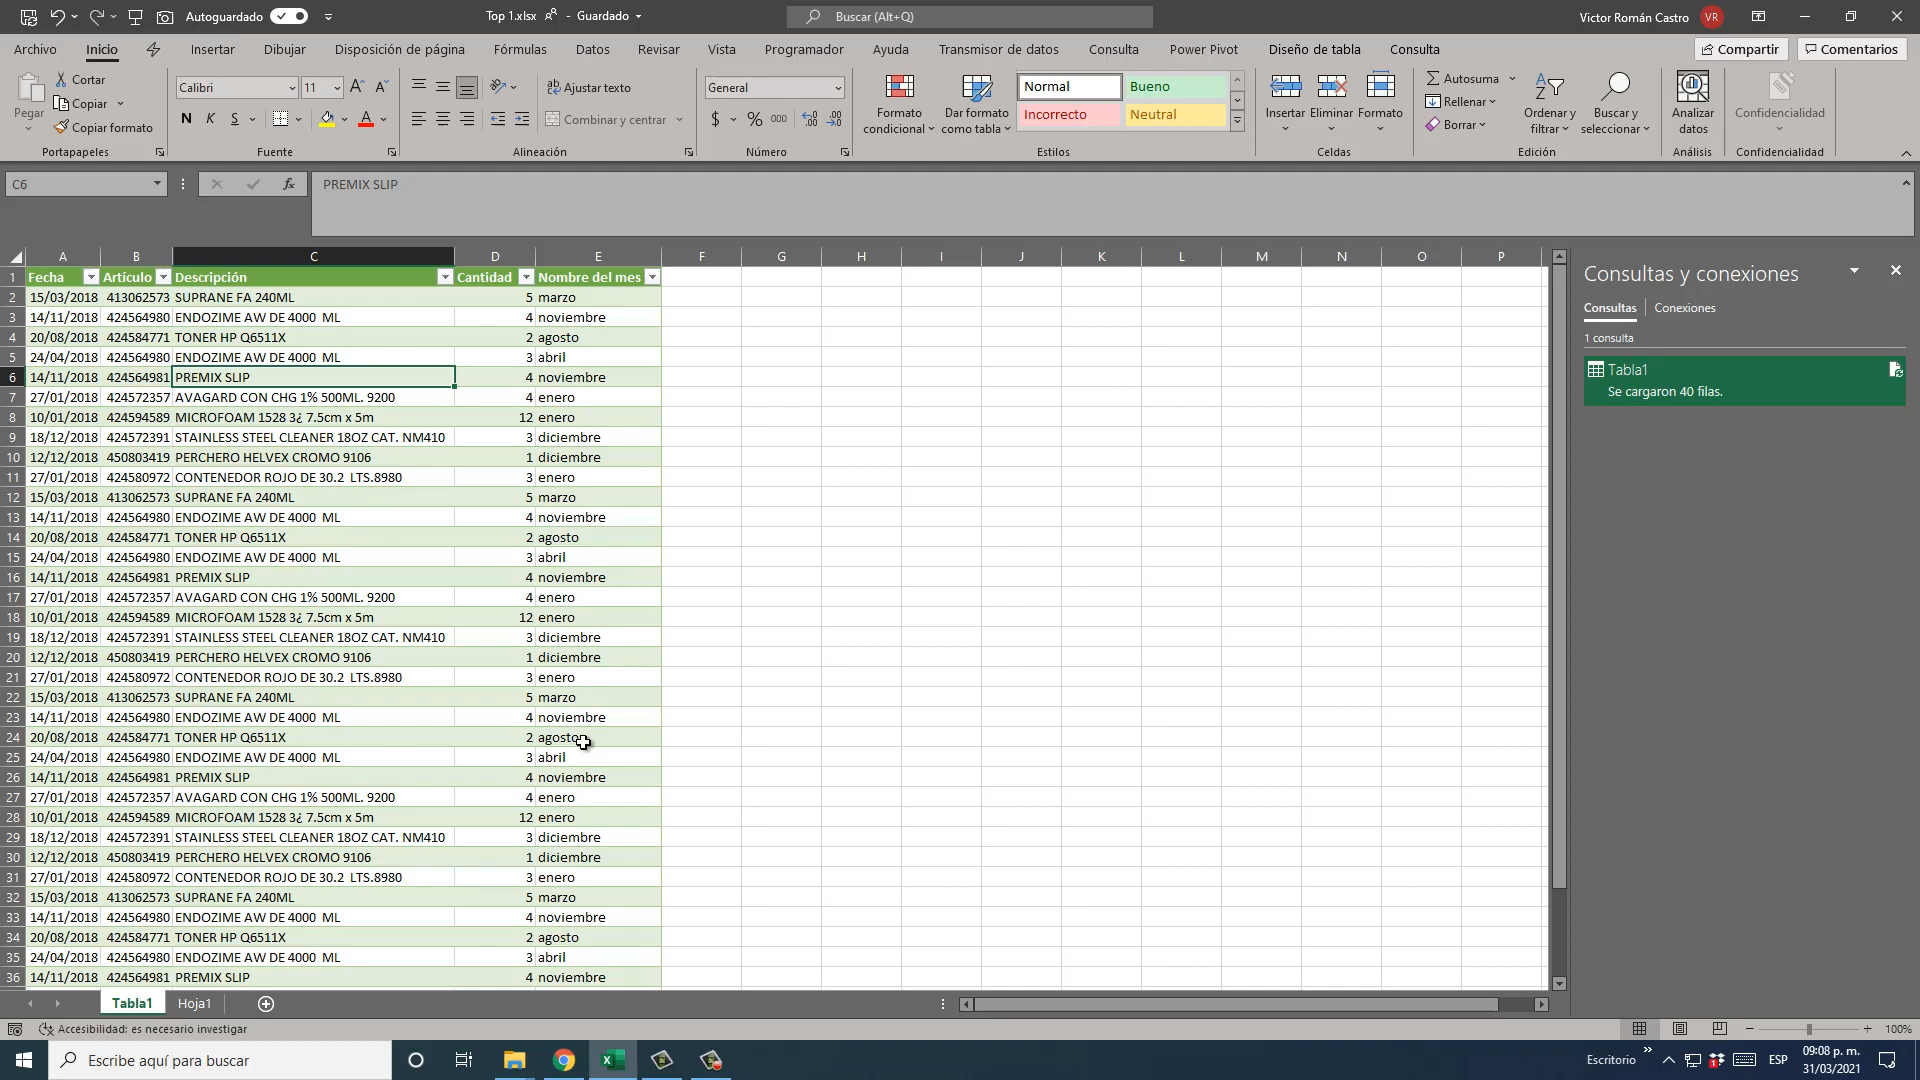 Autoguardado
Top 1.xlsx - Guardado
Buscar (Alt+Q)
Victor Román Castro VR
Archivo Inicio Insertar Dibujar Disposición de página Fórmulas Datos Revisar Vista Programador Ayuda Transmisor de datos Consulta Power Pivot Diseño de tabla Consulta Compartir Comentarios
Pegar
Cortar
Copiar
Copiar formato
Portapapeles
Calibri 11
N K S
Fuente
Ajustar texto
Combinar y centrar
Alineación
General
$ % 000
Número
Formato condicional
Dar formato como tabla
Normal Bueno
Incorrecto Neutral
Estilos
Insertar Eliminar Formato
Celdas
Autosuma
Rellenar
Borrar
Ordenar y filtrar
Buscar y seleccionar
Edición
Analizar datos
Análisis
Confidencialidad
Confidencialidad
C6 fx PREMIX SLIP
A B C D E F G H I J K L M N O P
1 Fecha Artículo Descripción Cantidad Nombre del mes
2 15/03/2018 413062573 SUPRANE FA 240ML 5 marzo
3 14/11/2018 424564980 ENDOZIME AW DE 4000 ML 4 noviembre
4 20/08/2018 424584771 TONER HP Q6511X 2 agosto
5 24/04/2018 424564980 ENDOZIME AW DE 4000 ML 3 abril
6 14/11/2018 424564981 PREMIX SLIP 4 noviembre
7 27/01/2018 424572357 AVAGARD CON CHG 1% 500ML. 9200 4 enero
8 10/01/2018 424594589 MICROFOAM 1528 3¿ 7.5cm x 5m 12 enero
9 18/12/2018 424572391 STAINLESS STEEL CLEANER 18OZ CAT. NM410 3 diciembre
10 12/12/2018 450803419 PERCHERO HELVEX CROMO 9106 1 diciembre
11 27/01/2018 424580972 CONTENEDOR ROJO DE 30.2 LTS.8980 3 enero
12 15/03/2018 413062573 SUPRANE FA 240ML 5 marzo
13 14/11/2018 424564980 ENDOZIME AW DE 4000 ML 4 noviembre
14 20/08/2018 424584771 TONER HP Q6511X 2 agosto
15 24/04/2018 424564980 ENDOZIME AW DE 4000 ML 3 abril
16 14/11/2018 424564981 PREMIX SLIP 4 noviembre
17 27/01/2018 424572357 AVAGARD CON CHG 1% 500ML. 9200 4 enero
18 10/01/2018 424594589 MICROFOAM 1528 3¿ 7.5cm x 5m 12 enero
19 18/12/2018 424572391 STAINLESS STEEL CLEANER 18OZ CAT. NM410 3 diciembre
20 12/12/2018 450803419 PERCHERO HELVEX CROMO 9106 1 diciembre
21 27/01/2018 424580972 CONTENEDOR ROJO DE 30.2 LTS.8980 3 enero
22 15/03/2018 413062573 SUPRANE FA 240ML 5 marzo
23 14/11/2018 424564980 ENDOZIME AW DE 4000 ML 4 noviembre
24 20/08/2018 424584771 TONER HP Q6511X 2 agosto
25 24/04/2018 424564980 ENDOZIME AW DE 4000 ML 3 abril
26 14/11/2018 424564981 PREMIX SLIP 4 noviembre
27 27/01/2018 424572357 AVAGARD CON CHG 1% 500ML. 9200 4 enero
28 10/01/2018 424594589 MICROFOAM 1528 3¿ 7.5cm x 5m 12 enero
29 18/12/2018 424572391 STAINLESS STEEL CLEANER 18OZ CAT. NM410 3 diciembre
30 12/12/2018 450803419 PERCHERO HELVEX CROMO 9106 1 diciembre
31 27/01/2018 424580972 CONTENEDOR ROJO DE 30.2 LTS.8980 3 enero
32 15/03/2018 413062573 SUPRANE FA 240ML 5 marzo
33 14/11/2018 424564980 ENDOZIME AW DE 4000 ML 4 noviembre
34 20/08/2018 424584771 TONER HP Q6511X 2 agosto
35 24/04/2018 424564980 ENDOZIME AW DE 4000 ML 3 abril
36 14/11/2018 424564981 PREMIX SLIP 4 noviembre
Consultas y conexiones
Consultas Conexiones
1 consulta
Tabla1
Se cargaron 40 filas.
Tabla1 Hoja1
Accesibilidad: es necesario investigar
100%
Escribe aquí para buscar
Escritorio
ESP
09:08 p. m.
31/03/2021